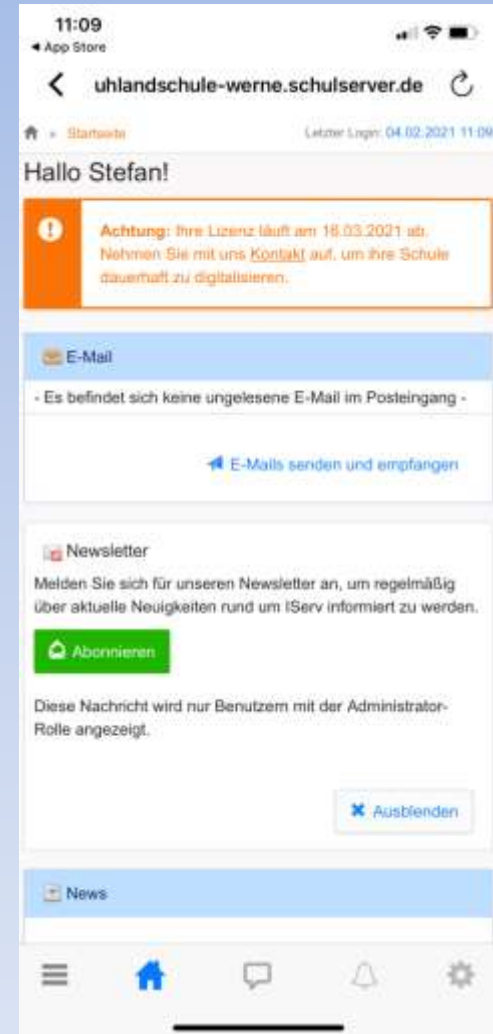 11:09
◀ App Store
uhlandschule-werne.schulserver.de
» Startseite
Letzter Login: 04.02.2021 11:09
Hallo Stefan!
Achtung: Ihre Lizenz läuft am 16.03.2021 ab.
Nehmen Sie mit uns Kontakt auf, um ihre Schule
dauerhaft zu digitalisieren.
E-Mail
- Es befindet sich keine ungelesene E-Mail im Posteingang -
E-Mails senden und empfangen
Newsletter
Melden Sie sich für unseren Newsletter an, um regelmäßig
über aktuelle Neuigkeiten rund um IServ informiert zu werden.
Abonnieren
Diese Nachricht wird nur Benutzern mit der Administrator-
Rolle angezeigt.
Ausblenden
News